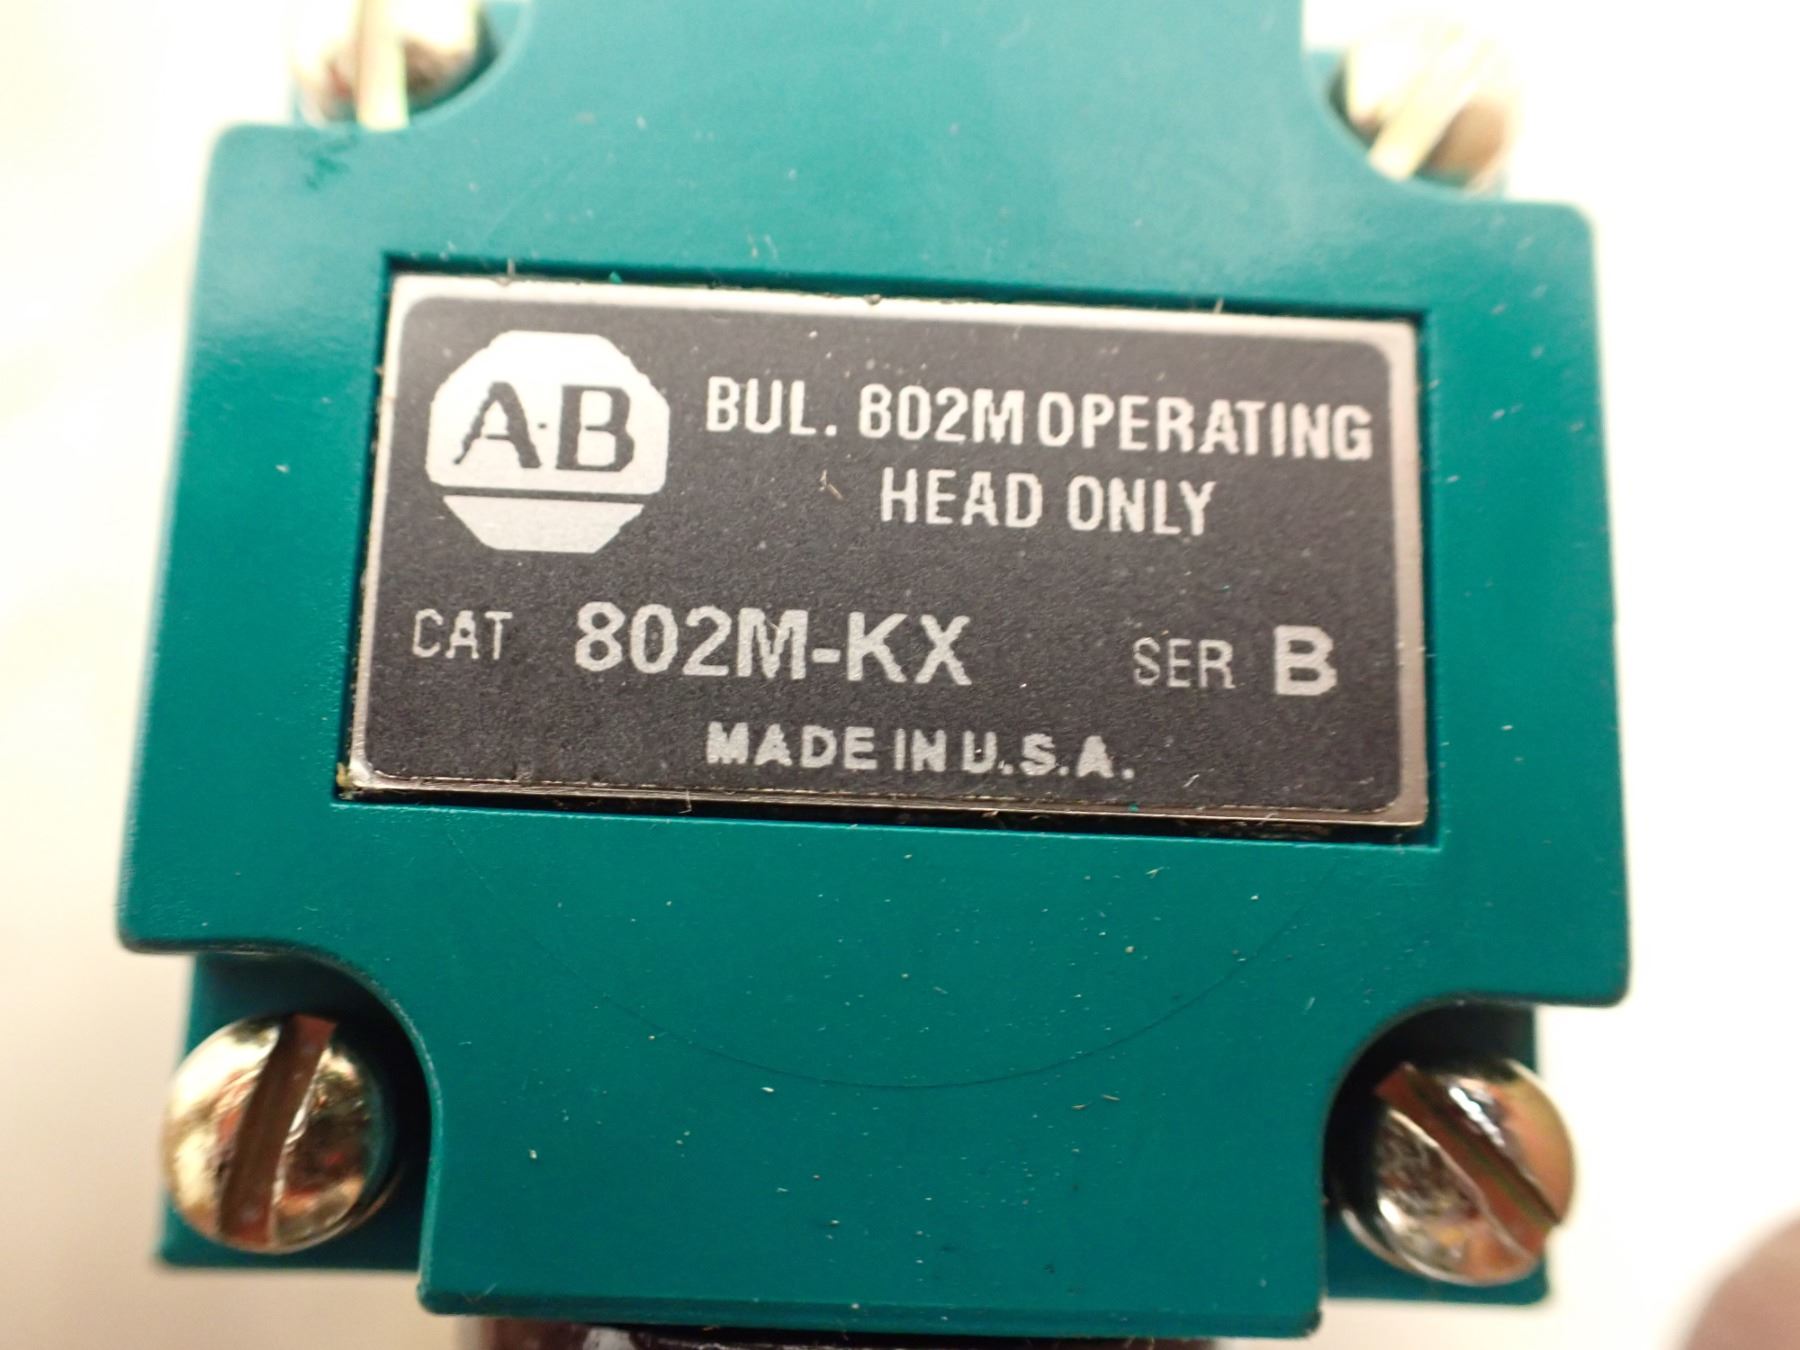 A-B
BUL. 802M OPERATING
HEAD ONLY
CAT 802M-KX SER B
MADE IN U.S.A.